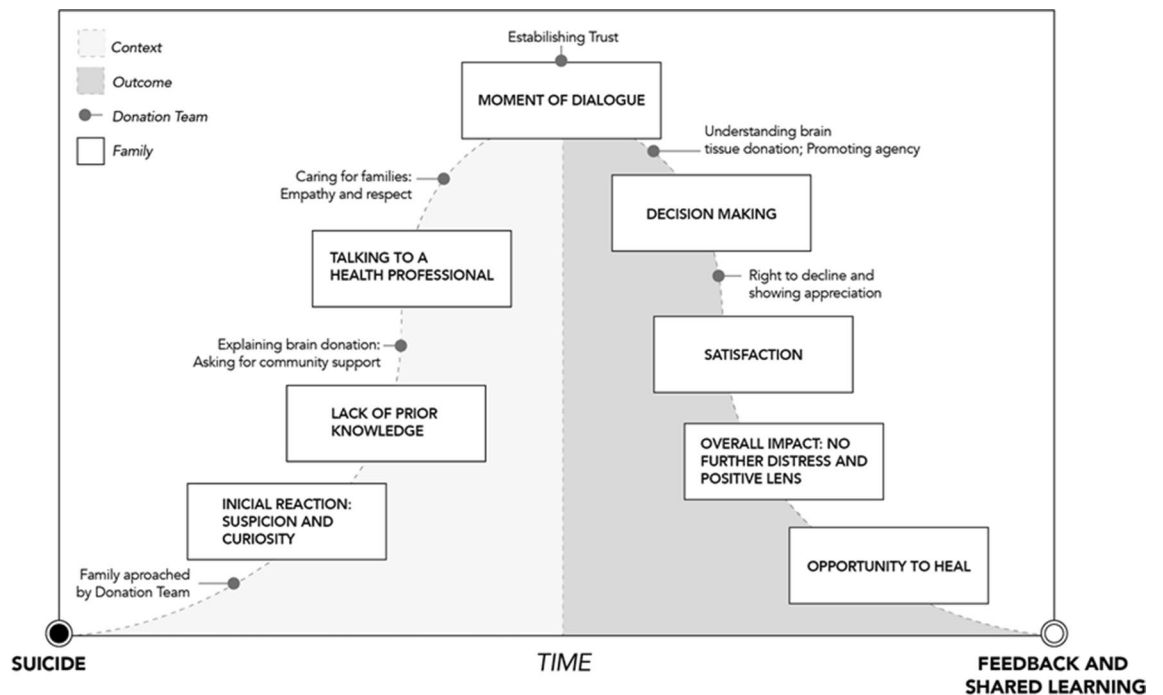 Context
Outcome
Donation Team
Family
Estabilishing Trust
MOMENT OF DIALOGUE
Understanding brain
tissue donation; Promoting agency
Caring for families:
Empathy and respect
DECISION MAKING
TALKING TO A
HEALTH PROFESSIONAL
Right to decline and
showing appreciation
Explaining brain donation:
Asking for community support
SATISFACTION
LACK OF PRIOR
KNOWLEDGE
OVERALL IMPACT: NO
FURTHER DISTRESS AND
POSITIVE LENS
INICIAL REACTION:
SUSPICION AND
CURIOSITY
OPPORTUNITY TO HEAL
Family aproached
by Donation Team
SUICIDE
TIME
FEEDBACK AND
SHARED LEARNING